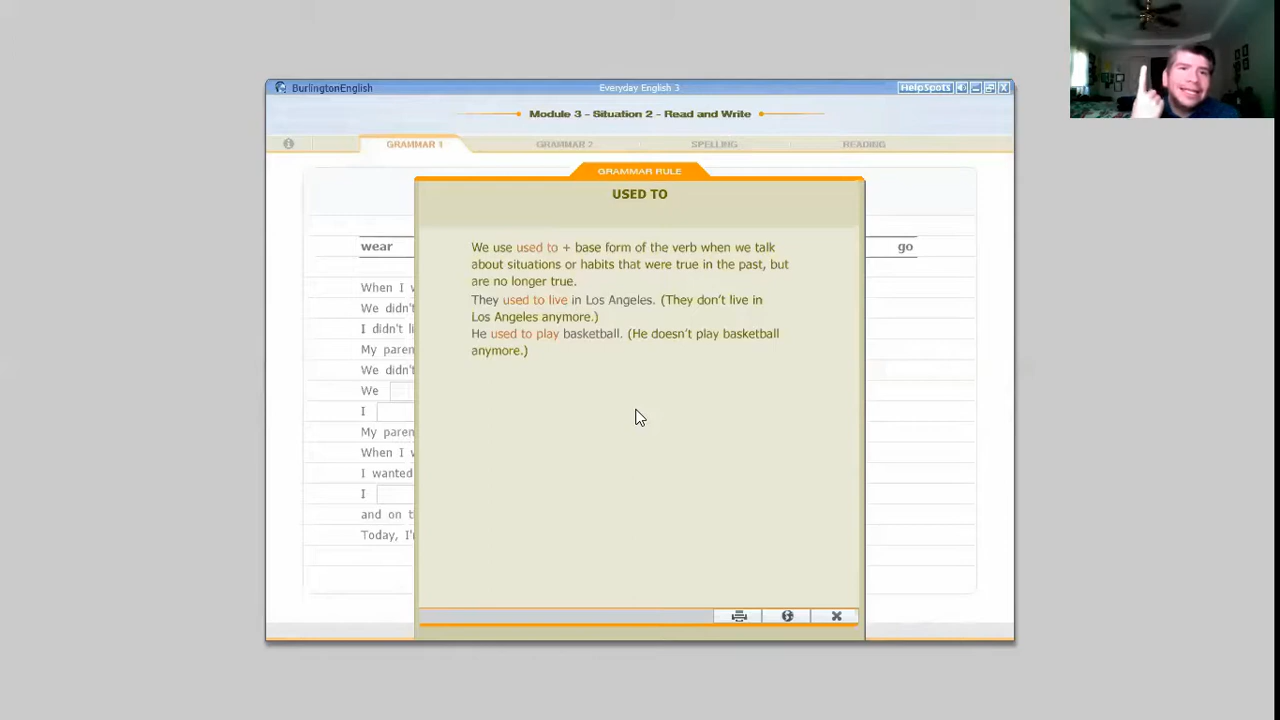 BurlingtonEnglish
Everyday English 3
HelpSpots
Module 3 - Situation 2 - Read and Write
GRAMMAR 1
GRAMMAR 2
SPELLING
READING
GRAMMAR RULE
USED TO
We use used to + base form of the verb when we talk
about situations or habits that were true in the past, but
are no longer true.
They used to live in Los Angeles. (They don't live in
Los Angeles anymore.)
He used to play basketball. (He doesn't play basketball
anymore.)
wear
go
When I
We didn't
I didn't
My paren
We didn't
We
I
My paren
When I
I wanted
I
and on
Today, I'